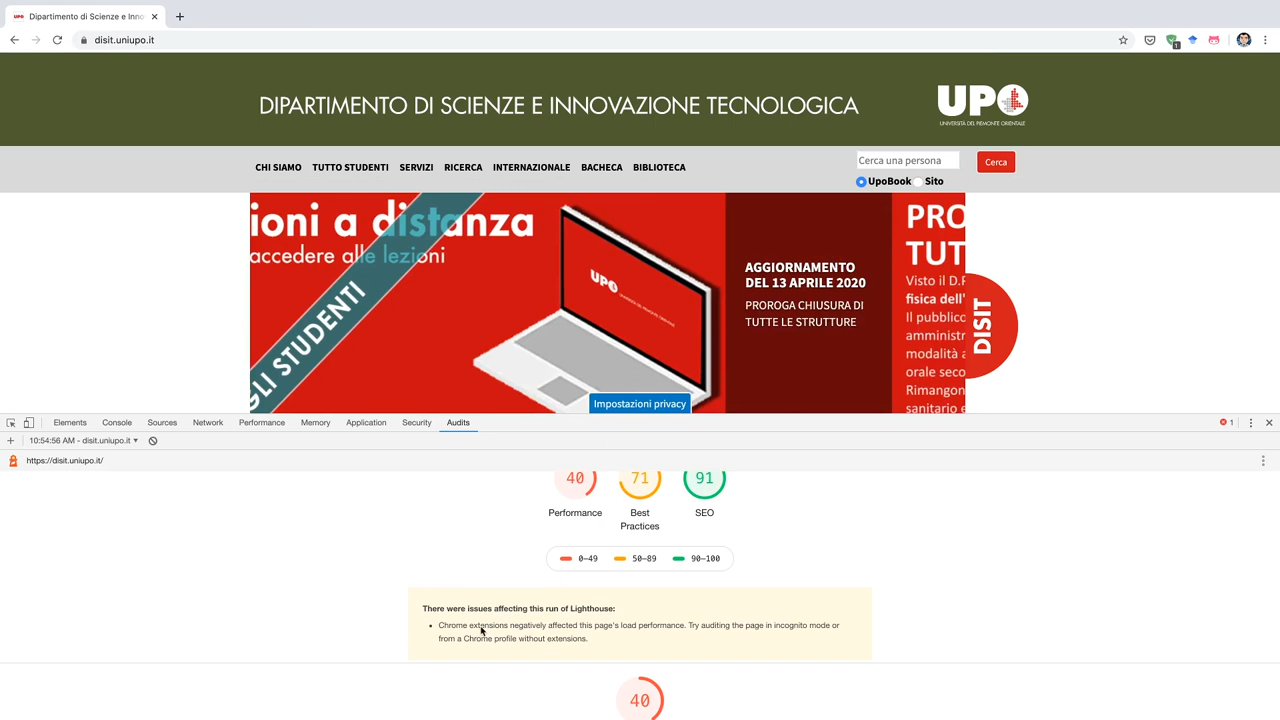 Dipartimento di Scienze e Inno
disit.uniupo.it
1
DIPARTIMENTO DI SCIENZE E INNOVAZIONE TECNOLOGICA
UPO
UNIVERSITÀ DEL PIEMONTE ORIENTALE
CHI SIAMO TUTTO STUDENTI SERVIZI RICERCA INTERNAZIONALE BACHECA BIBLIOTECA
Cerca una persona
Cerca
UpoBook Sito
ioni a distanza
accedere alle lezioni
GLI STUDENTI
UPO
AGGIORNAMENTO
DEL 13 APRILE 2020
PROROGA CHIUSURA DI
TUTTE LE STRUTTURE
PRO
TUT
Visto il D.P
fisica dell'
Il pubblico
amministr
modalità a
orale seco
Rimangon
sanitario e
DISIT
Impostazioni privacy
Elements Console Sources Network Performance Memory Application Security Audits
1
10:54:56 AM - disit.uniupo.it
https://disit.uniupo.it/
40 71 91
Performance Best Practices SEO
0–49 50–89 90–100
There were issues affecting this run of Lighthouse:
• Chrome extensions negatively affected this page's load performance. Try auditing the page in incognito mode or
from a Chrome profile without extensions.
40